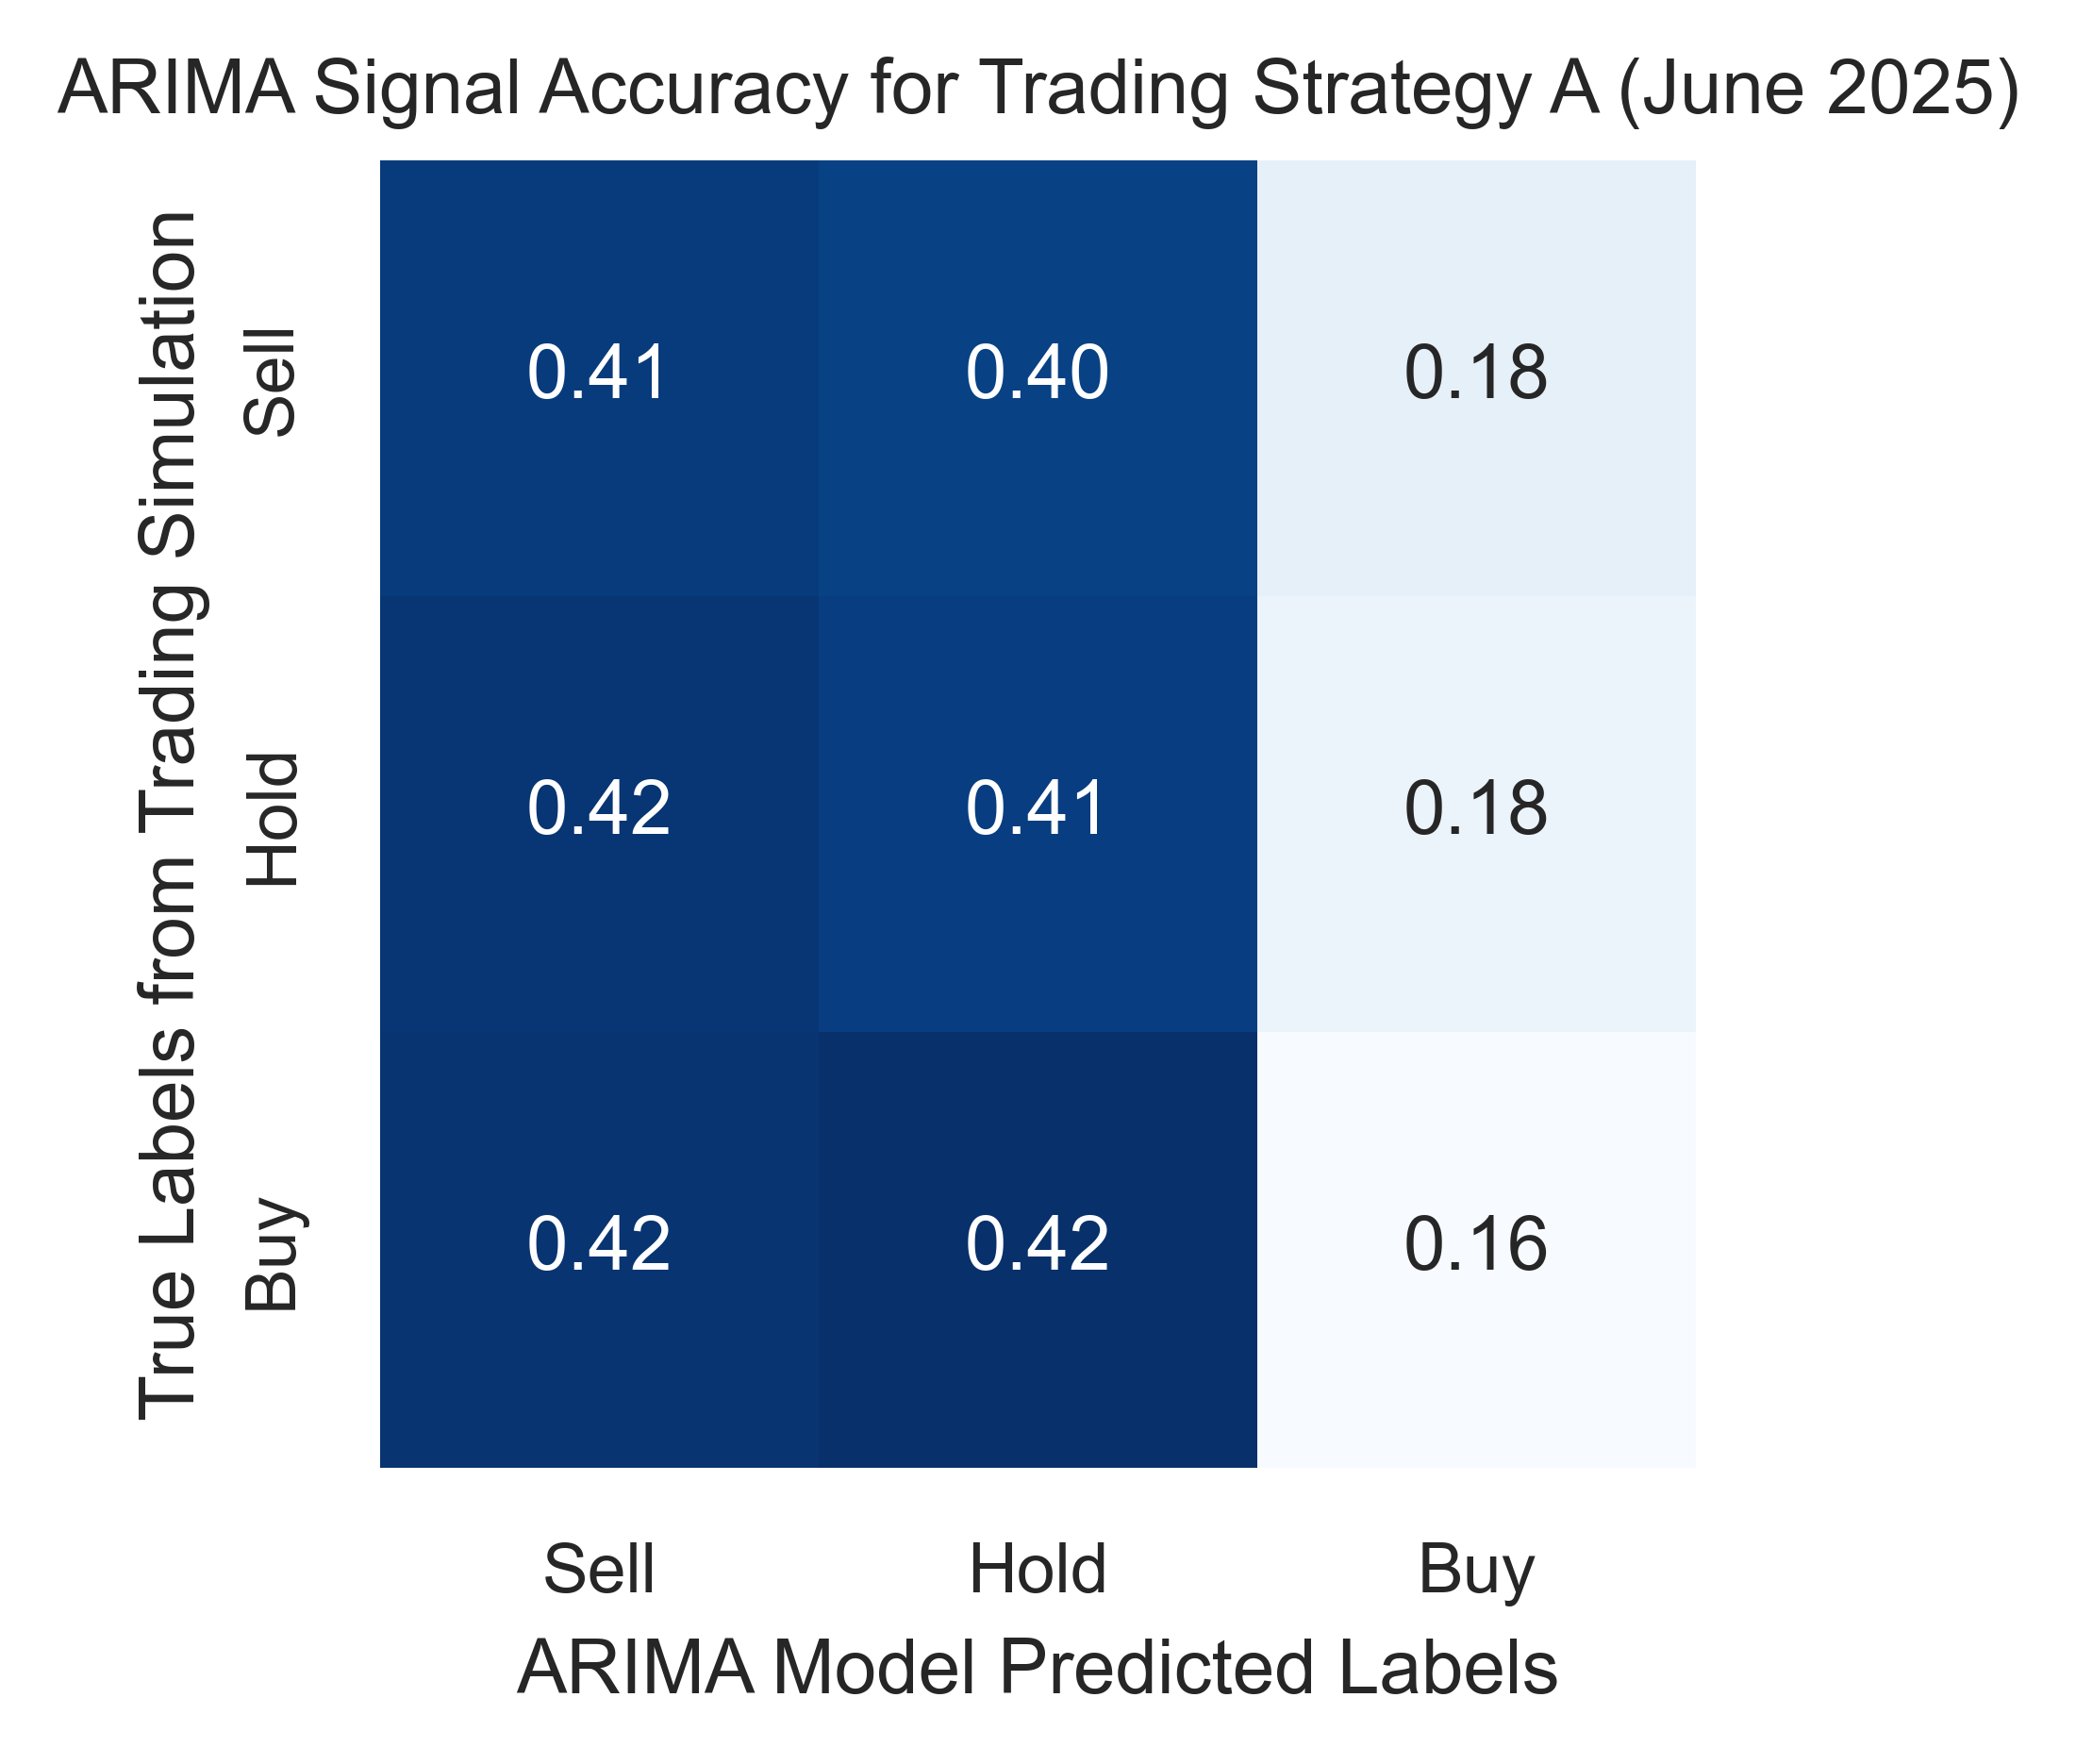 ARIMA Signal Accuracy for Trading Strategy A (June 2025)
True Labels from Trading Simulation
Sell
0.41 0.40 0.18
Hold
0.42 0.41 0.18
Buy
0.42 0.42 0.16
Sell Hold Buy
ARIMA Model Predicted Labels